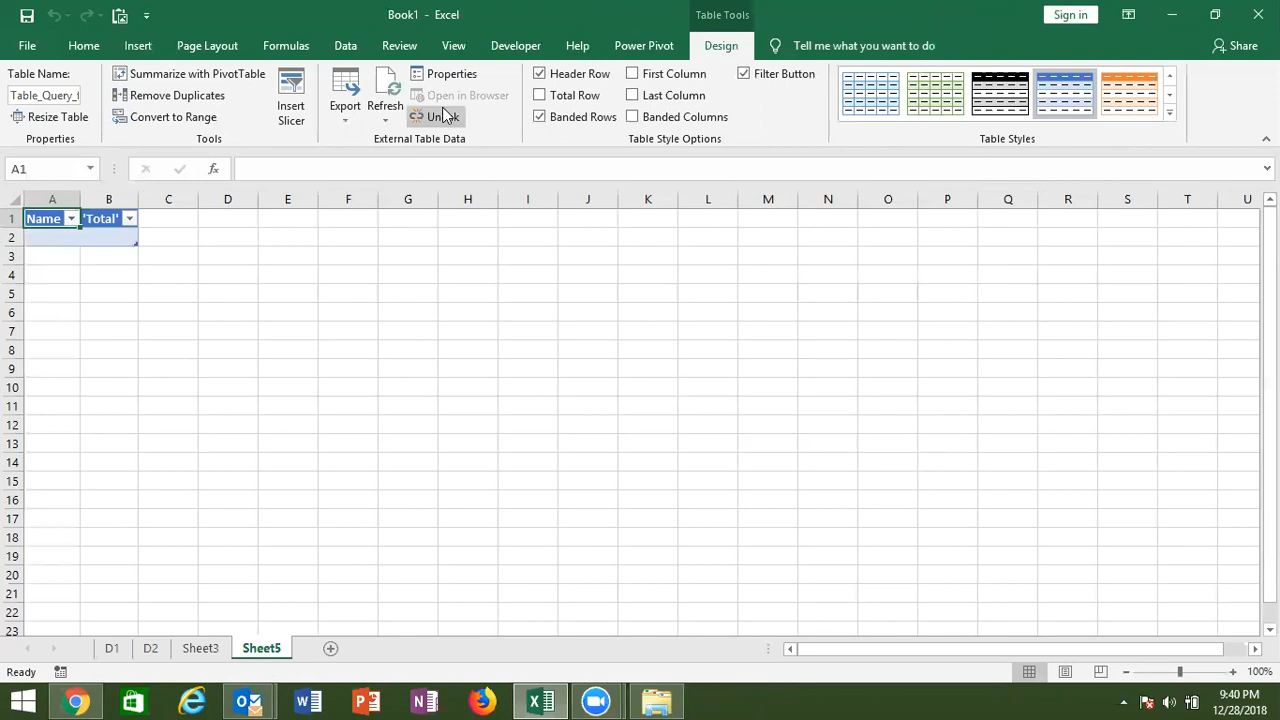 Book1 - Excel
Table Tools
Sign in
File Home Insert Page Layout Formulas Data Review View Developer Help Power Pivot Design Tell me what you want to do Share
Table Name: Summarize with PivotTable Properties Header Row First Column Filter Button
Table_Query_ Remove Duplicates Insert Slicer Export Refresh Open in Browser Total Row Last Column
Resize Table Convert to Range Banded Rows Banded Columns
Properties Tools External Table Data Table Style Options Table Styles
A1 fx
A B C D E F G H I J K L M N O P Q R S T U
1 Name 'Total'
2
3
4
5
6
7
8
9
10
11
12
13
14
15
16
17
18
19
20
21
22
23
D1 D2 Sheet3 Sheet5
Ready 100%
9:40 PM
12/28/2018